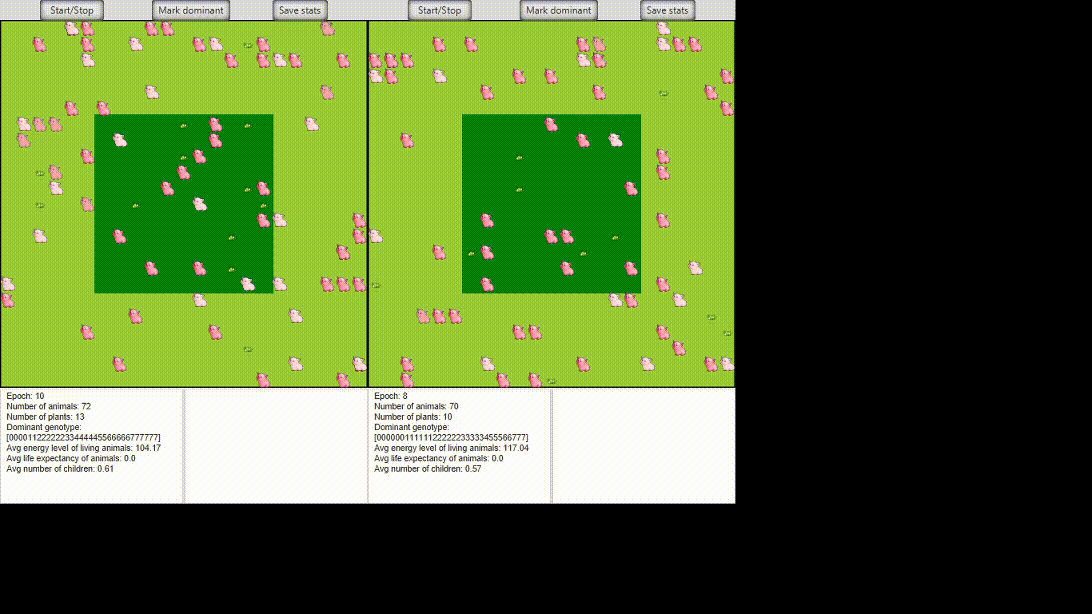 Start/Stop Mark dominant Save stats Start/Stop Mark dominant Save stats
Epoch: 10
Number of animals: 72
Number of plants: 13
Dominant genotype:
[00001122222233444445566666777777]
Avg energy level of living animals: 104.17
Avg life expectancy of animals: 0.0
Avg number of children: 0.61
Epoch: 8
Number of animals: 70
Number of plants: 10
Dominant genotype:
[00000011111122222233333455566777]
Avg energy level of living animals: 117.04
Avg life expectancy of animals: 0.0
Avg number of children: 0.57